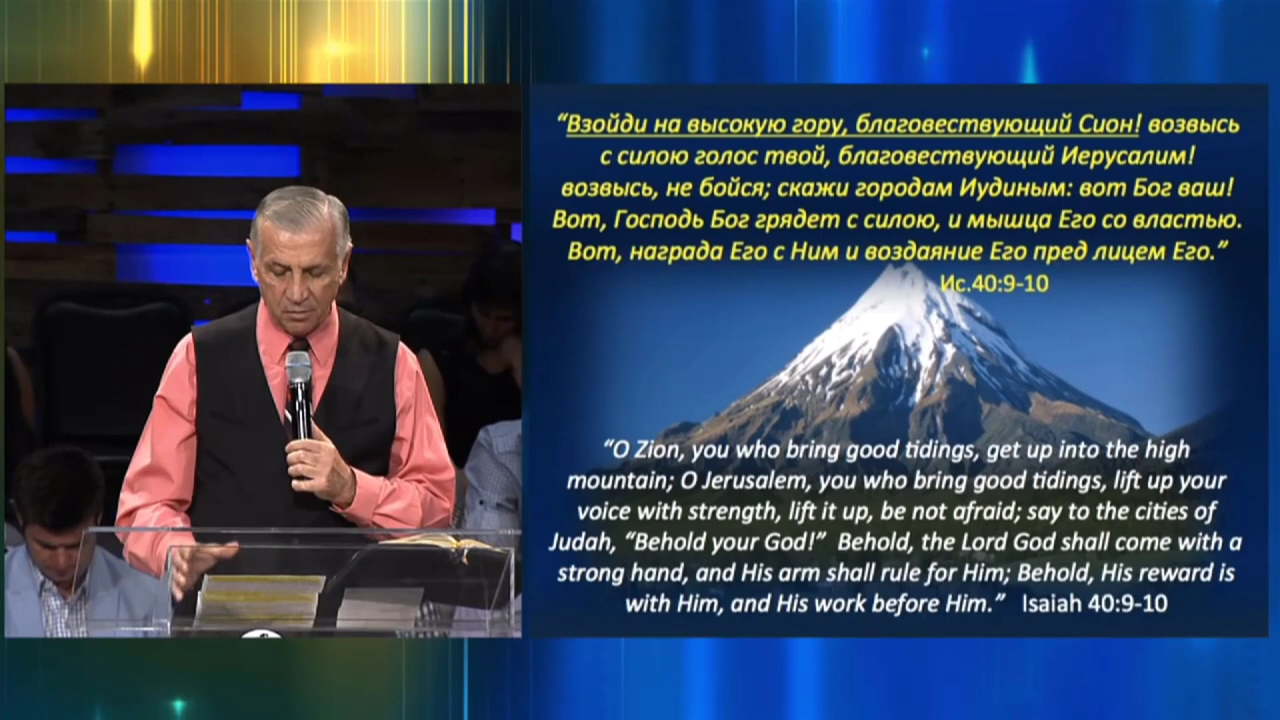 “Взойди на высокую гору, благовествующий Сион! возвысь
с силою голос твой, благовествующий Иерусалим!
возвысь, не бойся; скажи городам Иудиным: вот Бог ваш!
Вот, Господь Бог грядет с силою, и мышца Его со властью.
Вот, награда Его с Ним и воздаяние Его пред лицем Его.”
Ис.40:9-10
“O Zion, you who bring good tidings, get up into the high
mountain; O Jerusalem, you who bring good tidings, lift up your
voice with strength, lift it up, be not afraid; say to the cities of
Judah, “Behold your God!” Behold, the Lord God shall come with a
strong hand, and His arm shall rule for Him; Behold, His reward is
with Him, and His work before Him.” Isaiah 40:9-10